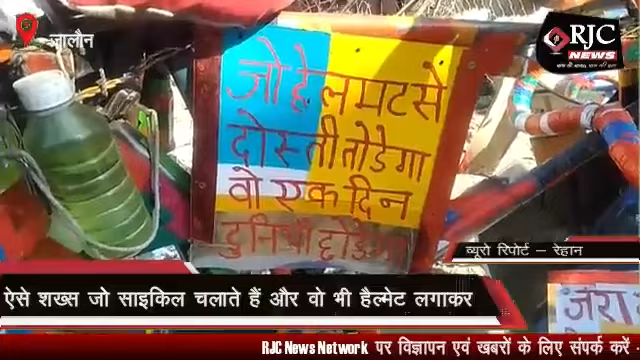 जालौन
RJC
NEWS
जो हेलमट से
दोस्ती तोडेगा
वो एक दिन
दुनियाँ छोडेगा
ब्यूरो रिपोर्ट – रेहान
ऐसे शख्स जो साइकिल चलाते हैं और वो भी हैल्मेट लगाकर
जरा
RJC News Network पर विज्ञापन एवं खबरों के लिए संपर्क करें -